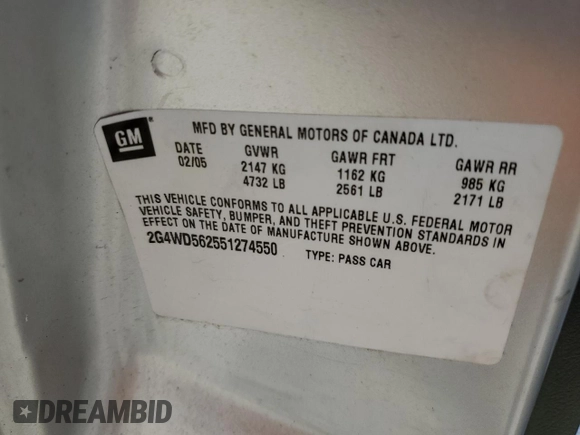 GM
MFD BY GENERAL MOTORS OF CANADA LTD.
DATE GVWR GAWR FRT GAWR RR
02/05 2147 KG 1162 KG 985 KG
4732 LB 2561 LB 2171 LB
THIS VEHICLE CONFORMS TO ALL APPLICABLE U.S. FEDERAL MOTOR
VEHICLE SAFETY, BUMPER, AND THEFT PREVENTION STANDARDS IN
EFFECT ON THE DATE OF MANUFACTURE SHOWN ABOVE.
2G4WD562551274550 TYPE: PASS CAR
DREAMBID